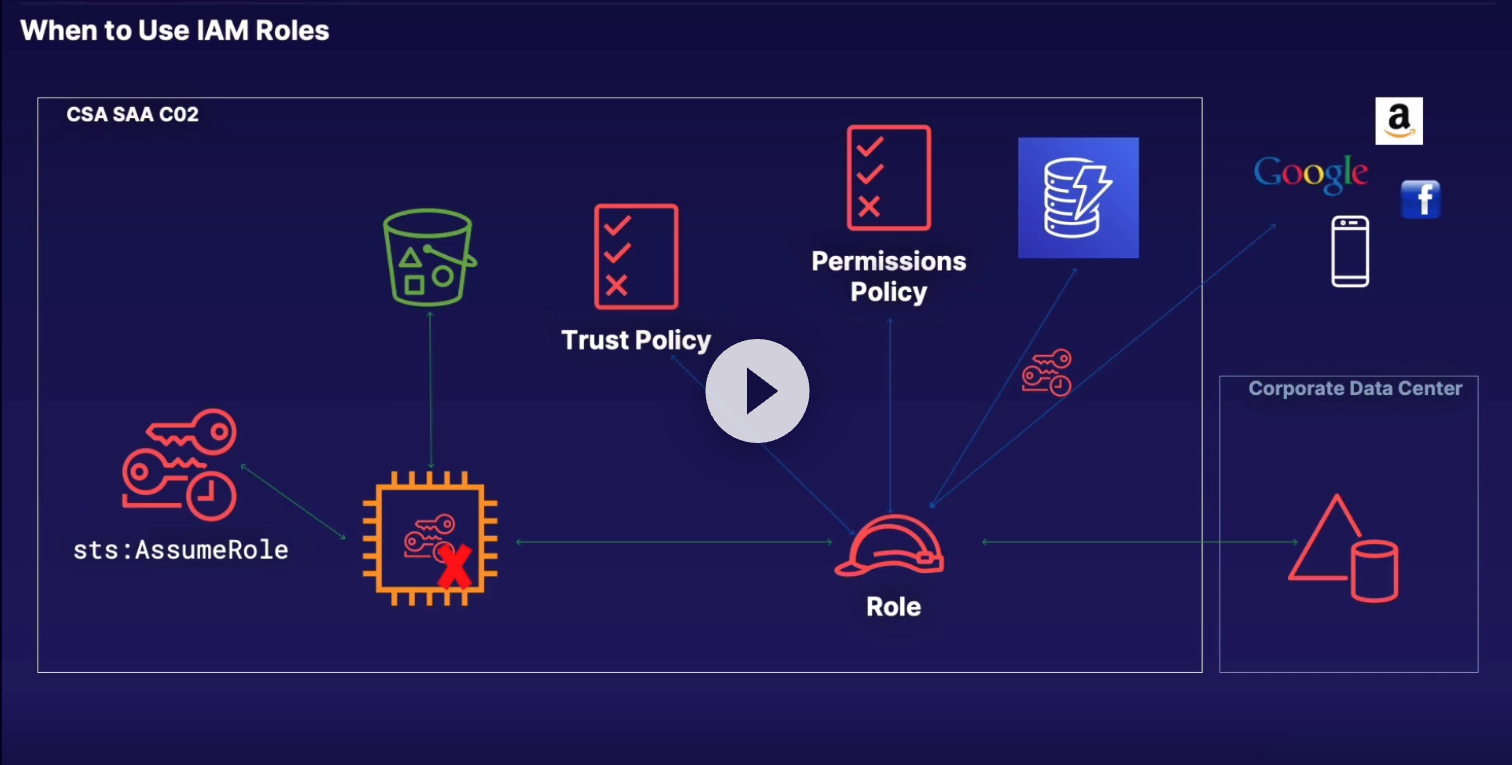 When to Use IAM Roles
CSA SAA C02
a
Google
f
Permissions
Policy
Trust Policy
Corporate Data Center
sts:AssumeRole
Role